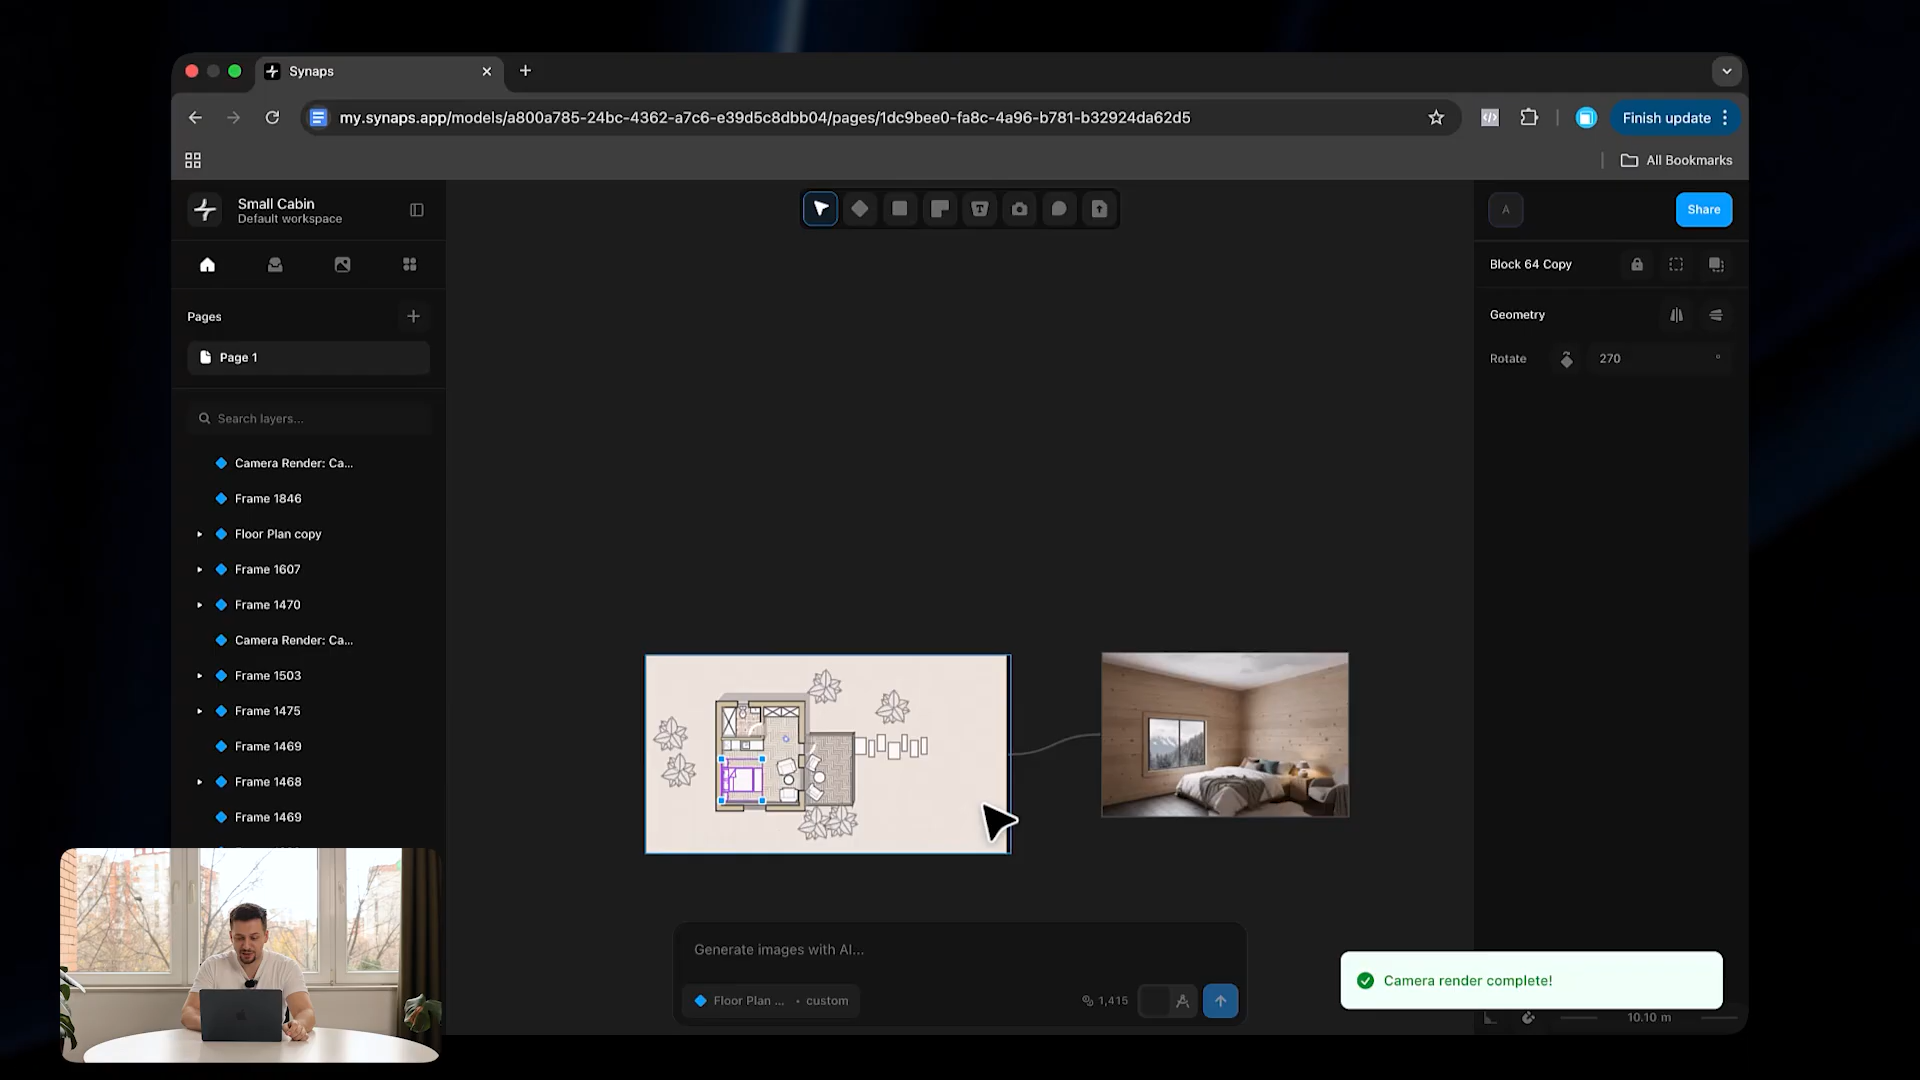 Synaps
my.synaps.app/models/a800a785-24bc-4362-a7c6-e39d5c8dbb04/pages/1dc9bee0-fa8c-4a96-b781-b32924da62d5
Finish update
All Bookmarks
Small Cabin
Default workspace
A
Share
Block 64 Copy
Pages
Geometry
Page 1
Rotate
270
°
Search layers...
Camera Render: Ca...
Frame 1846
Floor Plan copy
Frame 1607
Frame 1470
Camera Render: Ca...
Frame 1503
Frame 1475
Frame 1469
Frame 1468
Frame 1469
Generate images with AI...
Floor Plan ... • custom
1,415
Camera render complete!
10.10 m